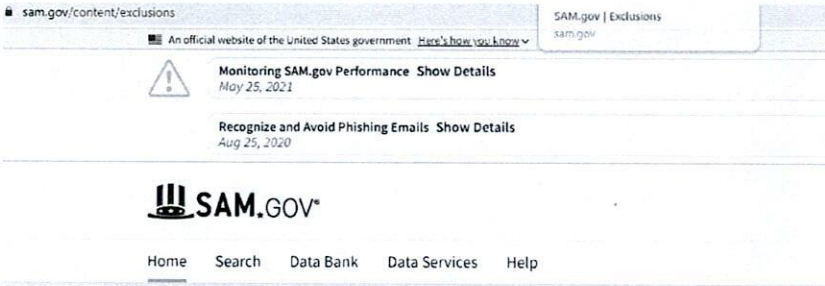 sam.gov/content/exclusions
SAM.gov | Exclusions
sam.gov
An official website of the United States government Here's how you know
Monitoring SAM.gov Performance Show Details
May 25, 2021
Recognize and Avoid Phishing Emails Show Details
Aug 25, 2020
SAM.GOV®
Home Search Data Bank Data Services Help